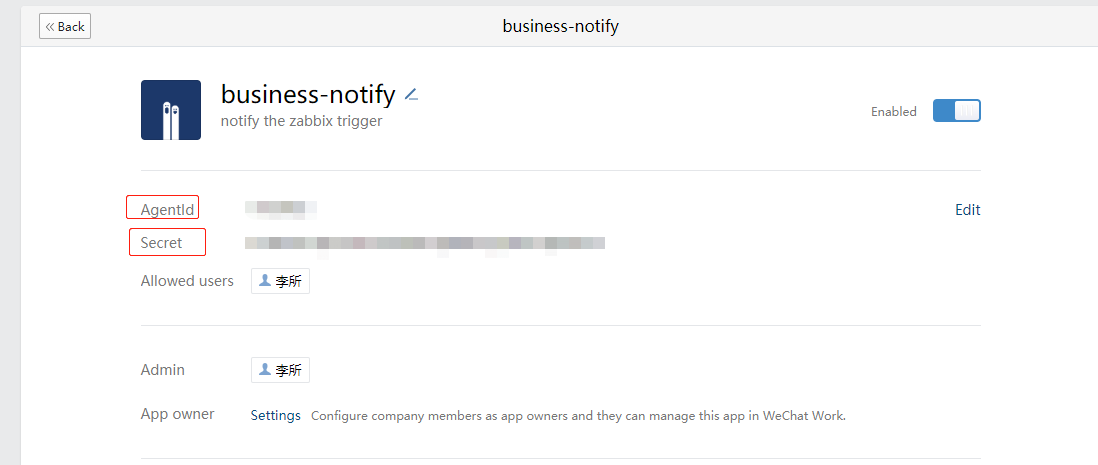 Back
business-notify
business-notify
notify the zabbix trigger
Enabled
AgentId
Edit
Secret
Allowed users 李所
Admin 李所
App owner Settings Configure company members as app owners and they can manage this app in WeChat Work.